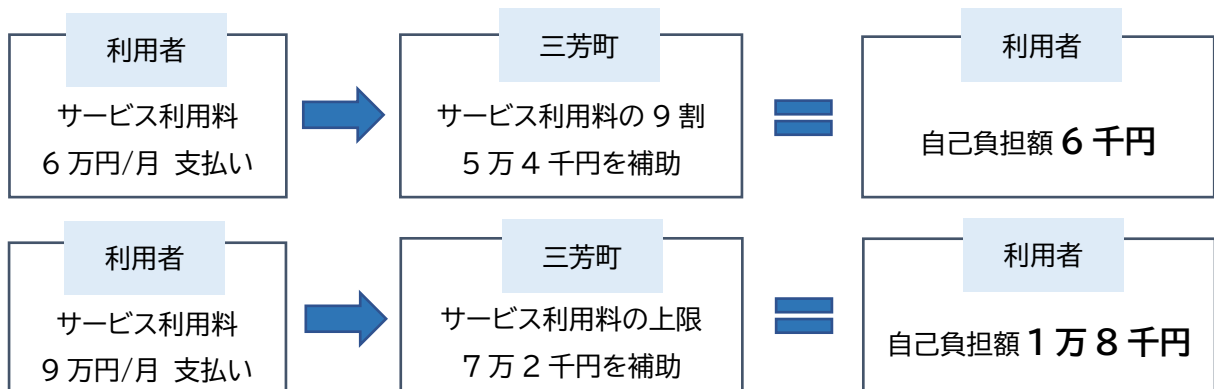 利用者
サービス利用料
６万円/月 支払い
三芳町
サービス利用料の９割
５万４千円を補助
利用者
自己負担額６千円
利用者
サービス利用料
９万円/月 支払い
三芳町
サービス利用料の上限
７万２千円を補助
利用者
自己負担額１万８千円